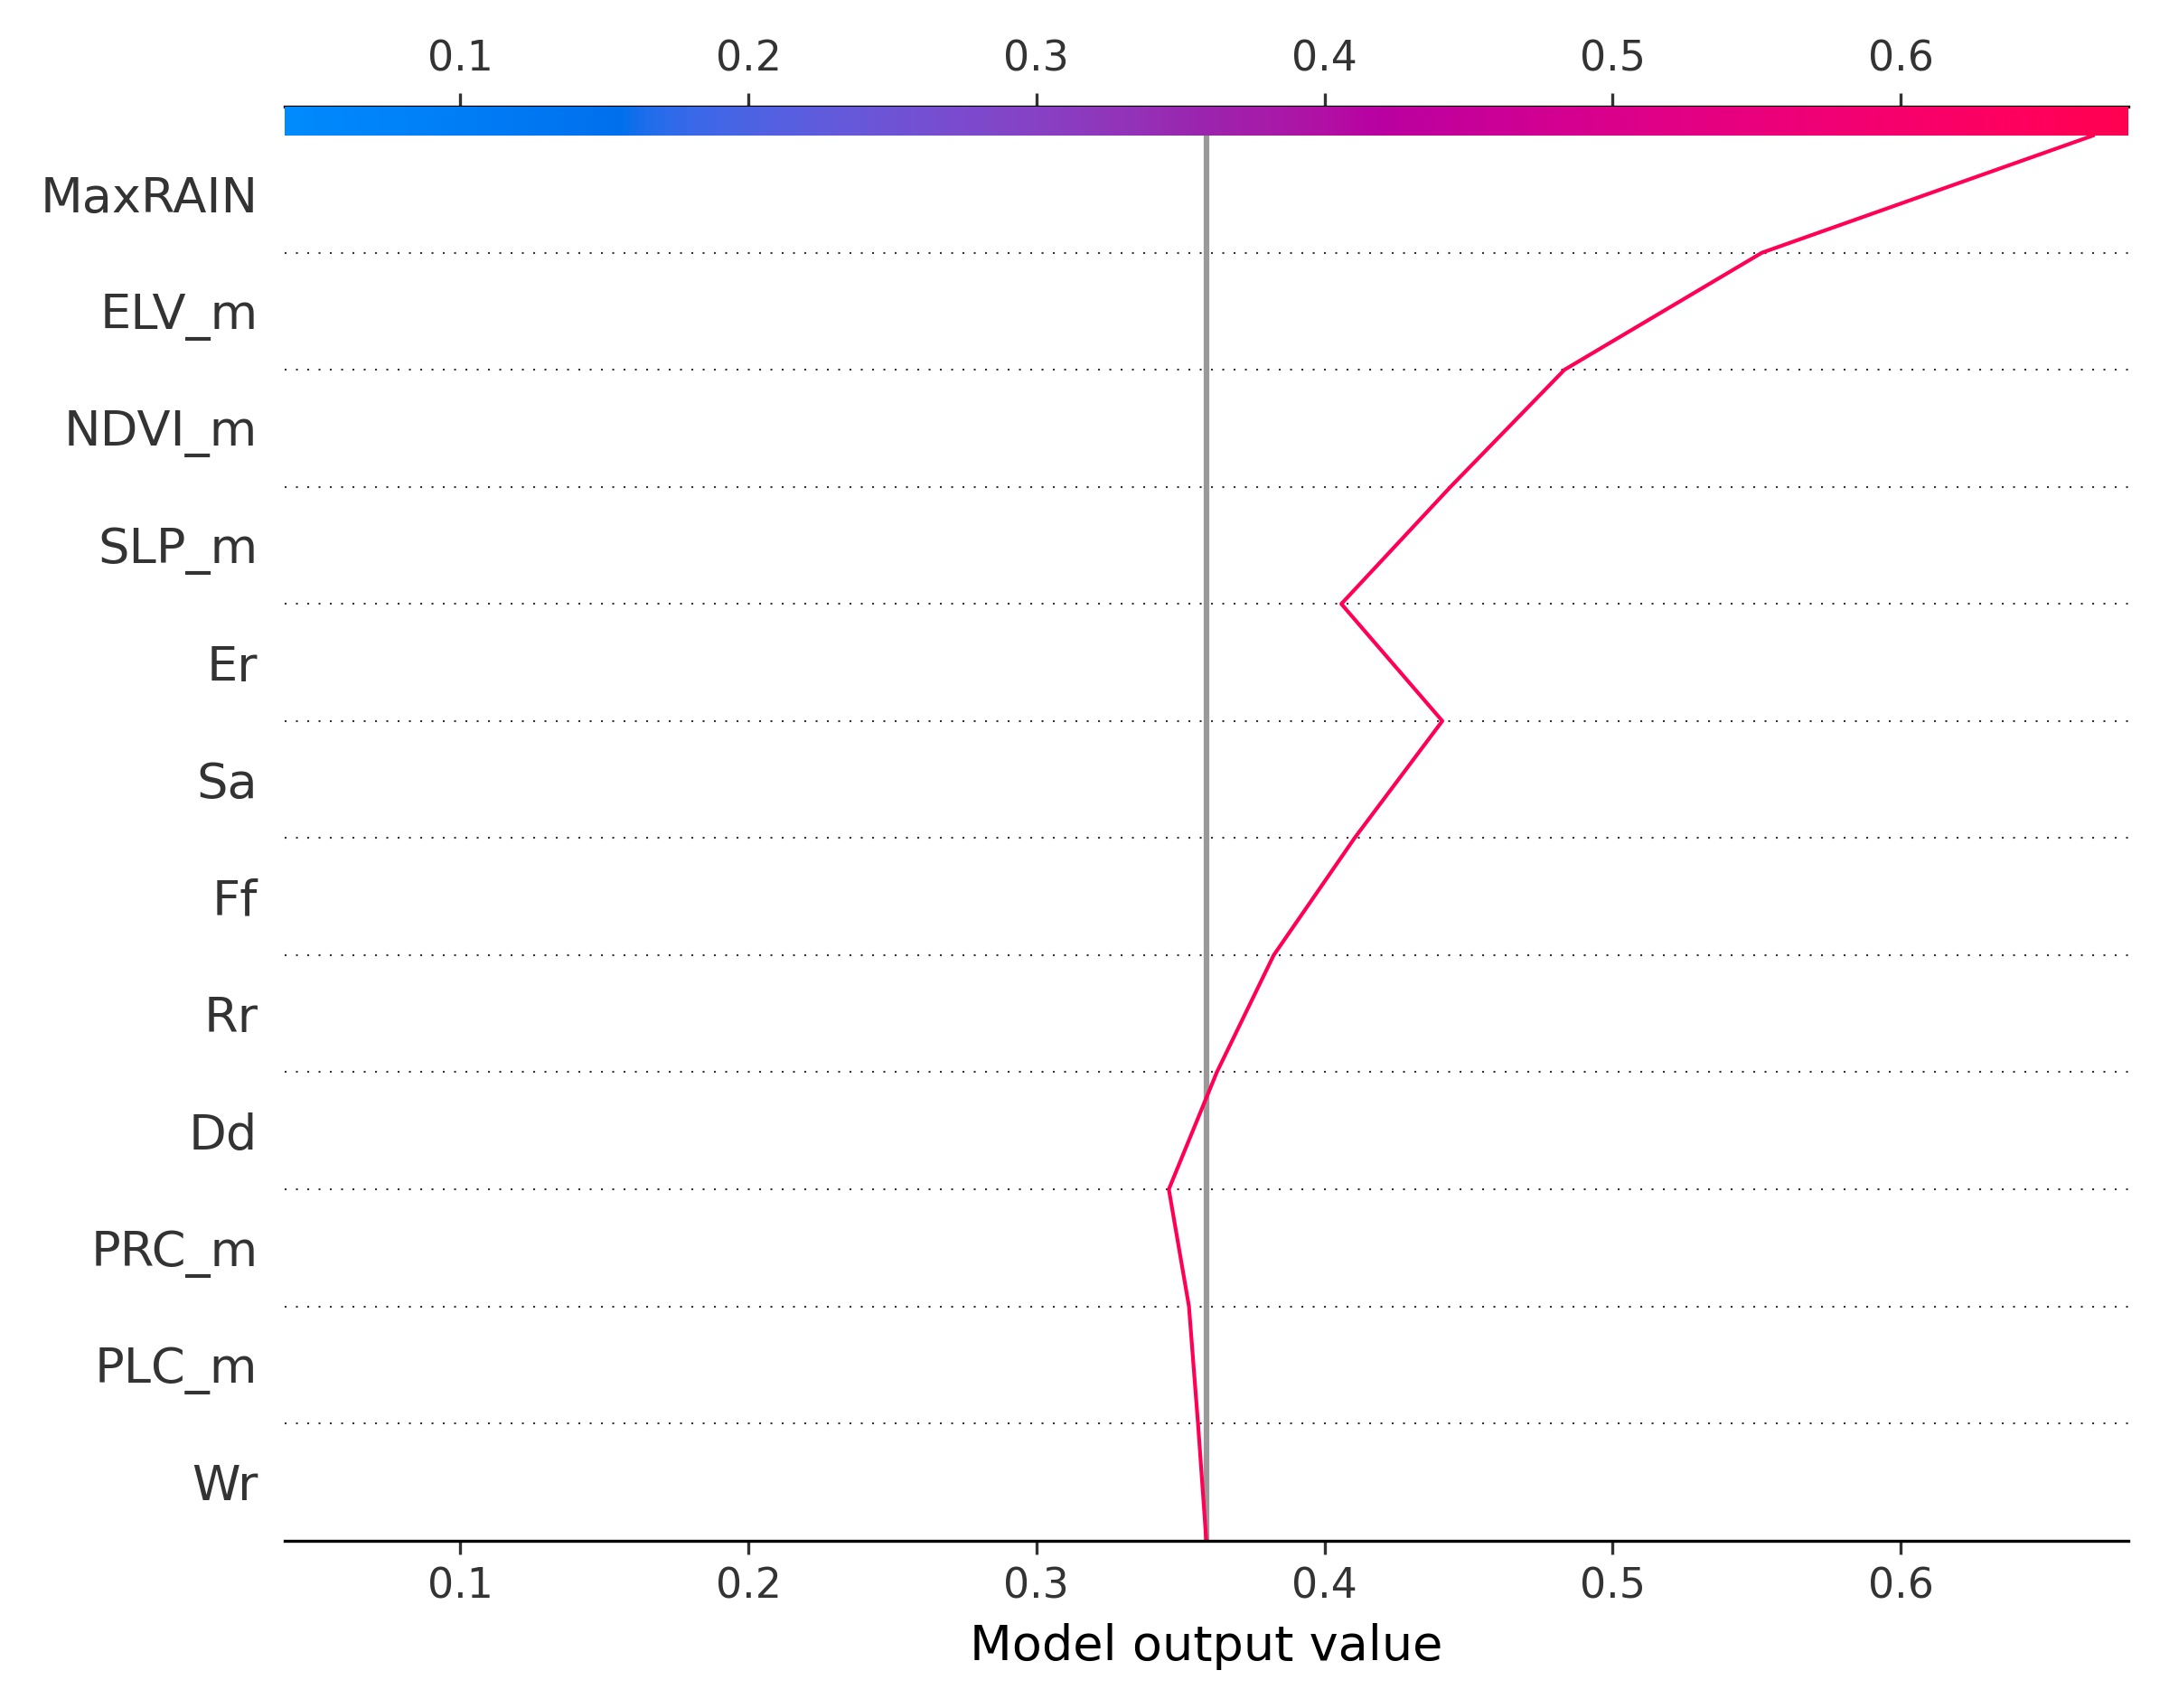 0.1 0.2 0.3 0.4 0.5 0.6
MaxRAIN
ELV_m
NDVI_m
SLP_m
Er
Sa
Ff
Rr
Dd
PRC_m
PLC_m
Wr
0.1 0.2 0.3 0.4 0.5 0.6
Model output value